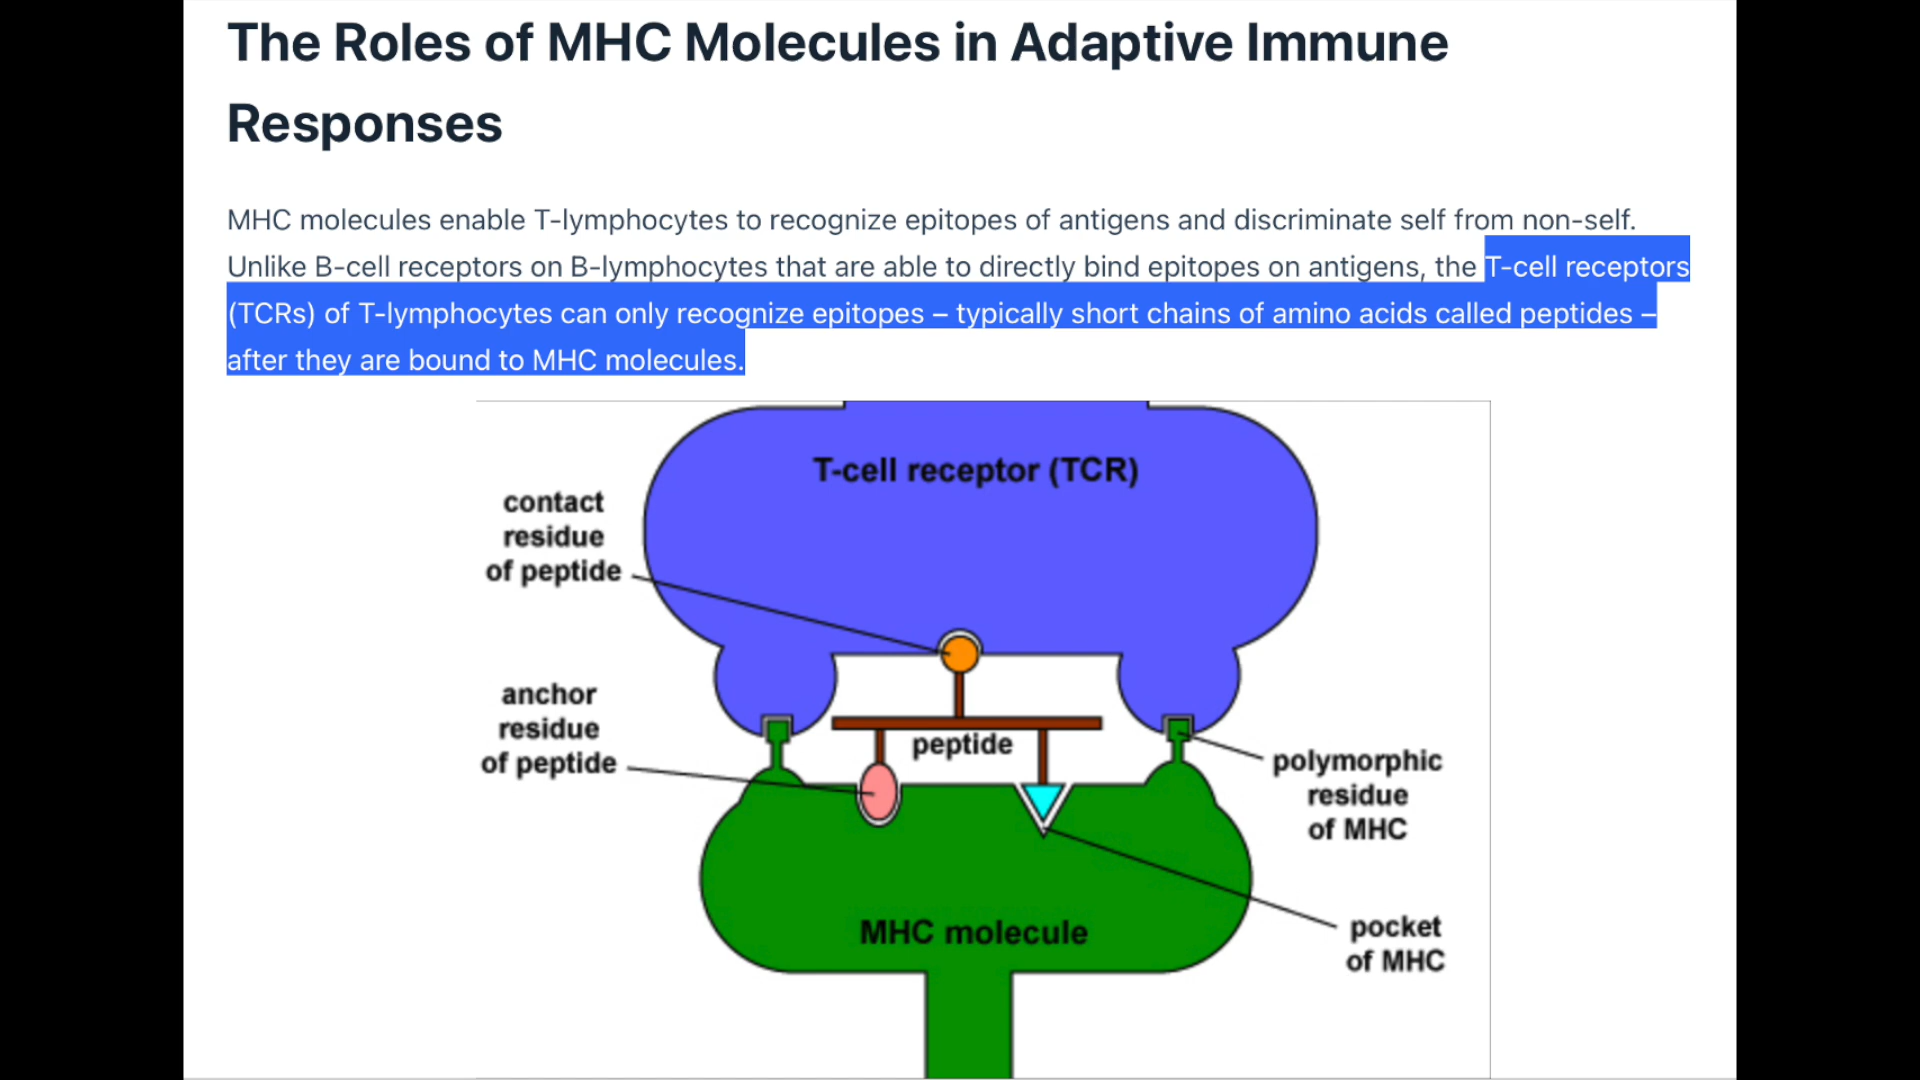 The Roles of MHC Molecules in Adaptive Immune
Responses
MHC molecules enable T-lymphocytes to recognize epitopes of antigens and discriminate self from non-self.
Unlike B-cell receptors on B-lymphocytes that are able to directly bind epitopes on antigens, the T-cell receptors
(TCRs) of T-lymphocytes can only recognize epitopes – typically short chains of amino acids called peptides –
after they are bound to MHC molecules.
T-cell receptor (TCR)
contact
residue
of peptide
anchor
residue
of peptide
peptide
polymorphic
residue
of MHC
MHC molecule
pocket
of MHC